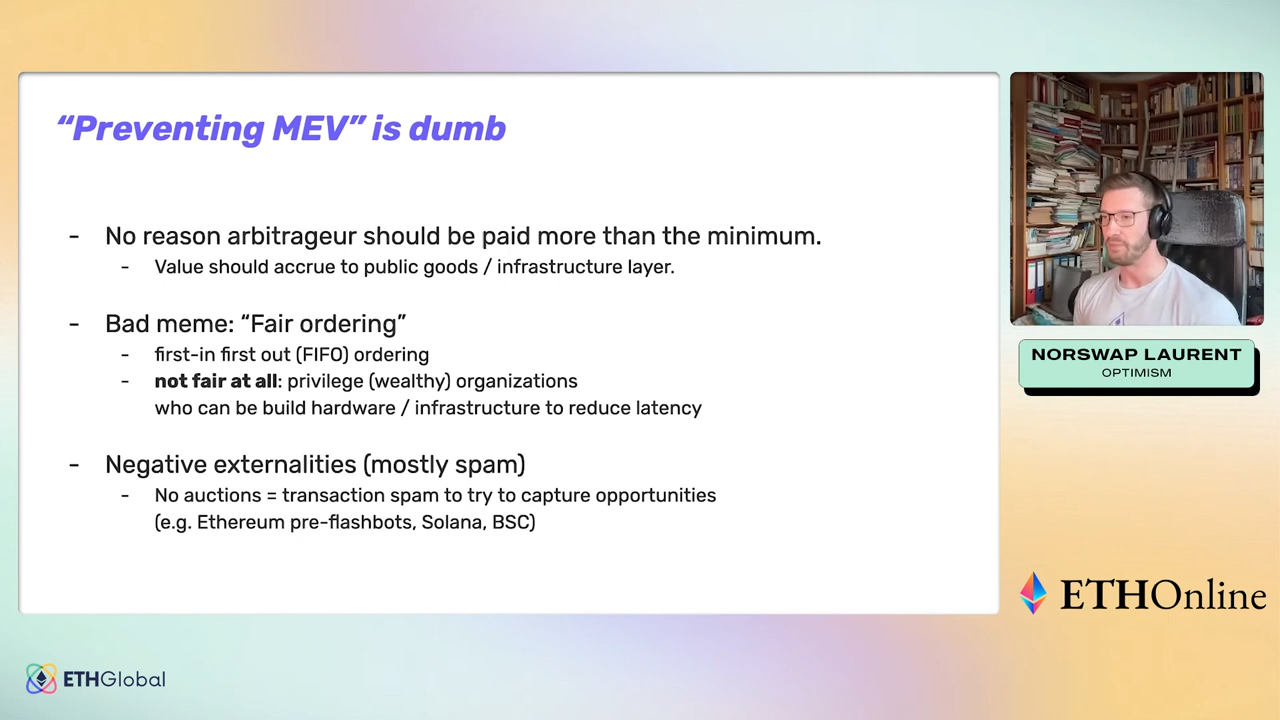 “Preventing MEV” is dumb
- No reason arbitrageur should be paid more than the minimum.
- Value should accrue to public goods / infrastructure layer.
- Bad meme: “Fair ordering”
- first-in first out (FIFO) ordering
- not fair at all: privilege (wealthy) organizations
who can be build hardware / infrastructure to reduce latency
- Negative externalities (mostly spam)
- No auctions = transaction spam to try to capture opportunities
(e.g. Ethereum pre-flashbots, Solana, BSC)
NORSWAP LAURENT
OPTIMISM
ETHOnline
ETHGlobal